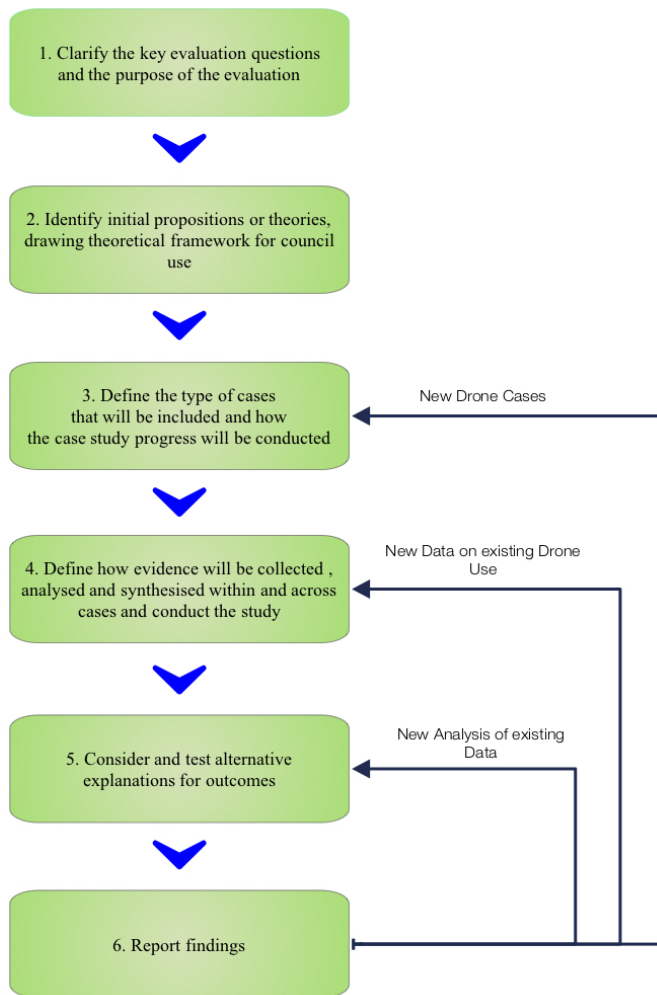 1. Clarify the key evaluation questions
and the purpose of the evaluation
2. Identify initial propositions or theories,
drawing theoretical framework for council
use
3. Define the type of cases
that will be included and how
the case study progress will be conducted
New Drone Cases
4. Define how evidence will be collected ,
analysed and synthesised within and across
cases and conduct the study
New Data on existing Drone
Use
5. Consider and test alternative
explanations for outcomes
New Analysis of existing
Data
6. Report findings